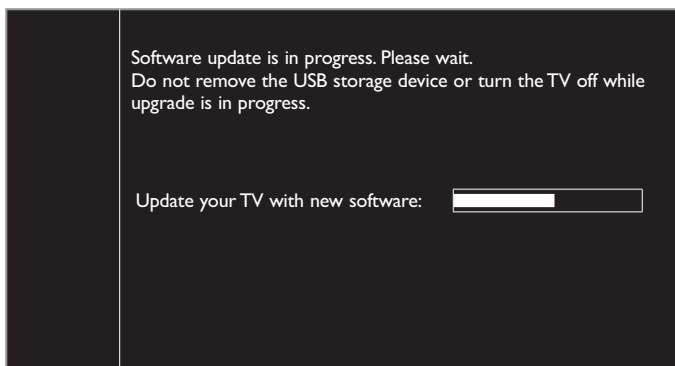 Software update is in progress. Please wait.
Do not remove the USB storage device or turn the TV off while
upgrade is in progress.
Update your TV with new software: